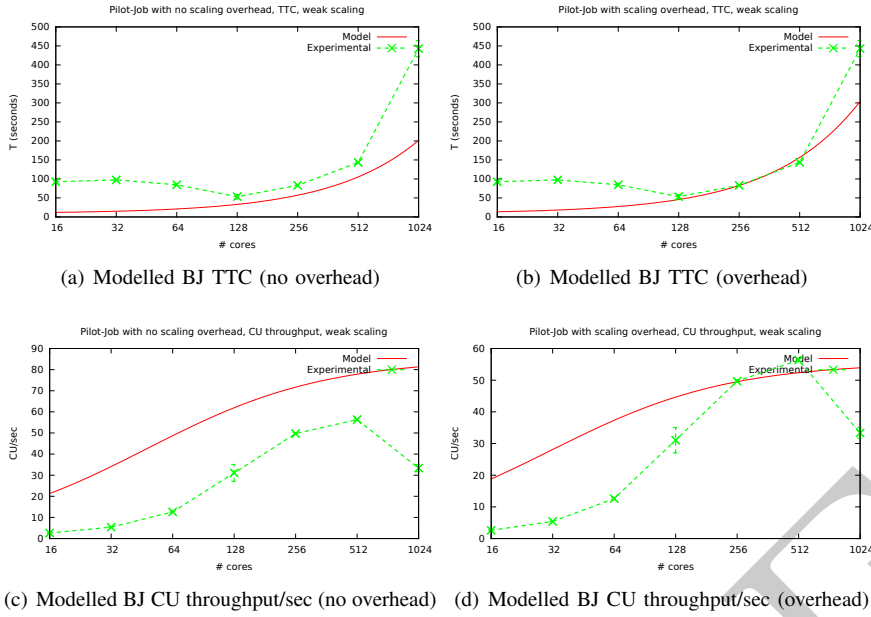 Pilot-Job with no scaling overhead, TTC, weak scaling
500
450
400
350
300
250
200
150
100
50
0
T (seconds)
Model
Experimental
16 32 64 128 256 512 1024
# cores
(a) Modelled BJ TTC (no overhead)
Pilot-Job with scaling overhead, TTC, weak scaling
500
450
400
350
300
250
200
150
100
50
0
T (seconds)
Model
Experimental
16 32 64 128 256 512 1024
# cores
(b) Modelled BJ TTC (overhead)
Pilot-Job with no scaling overhead, CU throughput, weak scaling
90
80
70
60
50
40
30
20
10
0
CU/sec
Model
Experimental
16 32 64 128 256 512 1024
# cores
(c) Modelled BJ CU throughput/sec (no overhead)
Pilot-Job with scaling overhead, CU throughput, weak scaling
60
50
40
30
20
10
0
CU/sec
Model
Experimental
16 32 64 128 256 512 1024
# cores
(d) Modelled BJ CU throughput/sec (overhead)